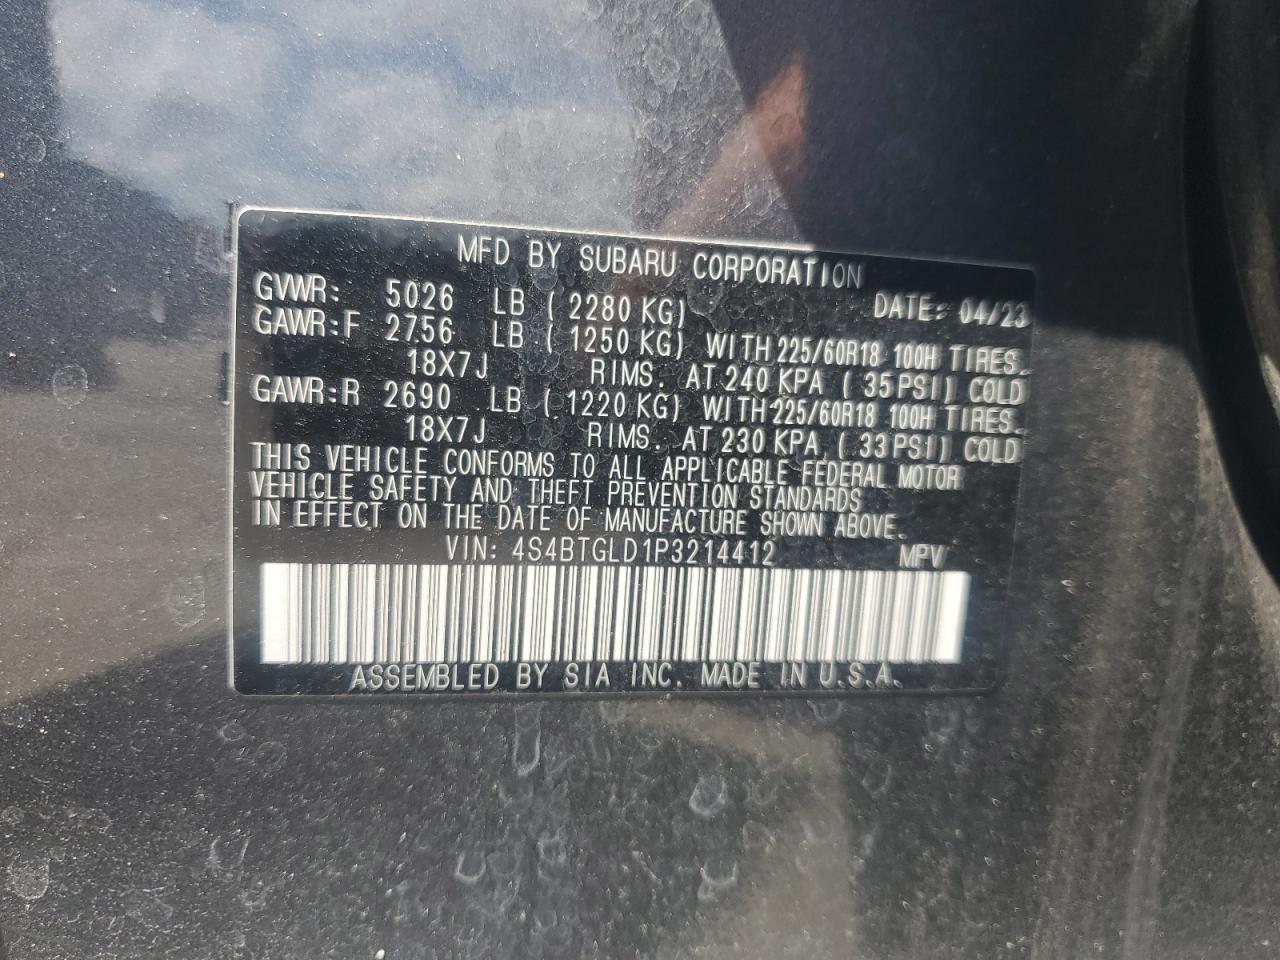 MFD BY SUBARU CORPORATION
GVWR: 5026 LB ( 2280 KG) DATE: 04/23
GAWR:F 2756 LB ( 1250 KG) WITH 225/60R18 100H TIRES.
18X7J RIMS. AT 240 KPA ( 35PSI) COLD
GAWR:R 2690 LB ( 1220 KG) WITH 225/60R18 100H TIRES.
18X7J RIMS. AT 230 KPA ( 33PSI) COLD
THIS VEHICLE CONFORMS TO ALL APPLICABLE FEDERAL MOTOR
VEHICLE SAFETY AND THEFT PREVENTION STANDARDS
IN EFFECT ON THE DATE OF MANUFACTURE SHOWN ABOVE.
VIN: 4S4BTGLD1P3214412 MPV
ASSEMBLED BY SIA INC. MADE IN U.S.A.